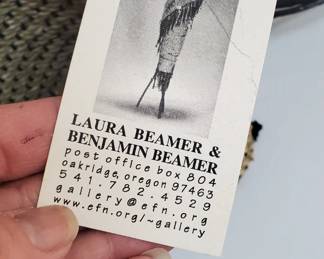 LAURA BEAMER &
BENJAMIN BEAMER
post office box 804
oakridge, oregon 97463
541.782.4529
gallery@efn.org
www.efn.org/~gallery